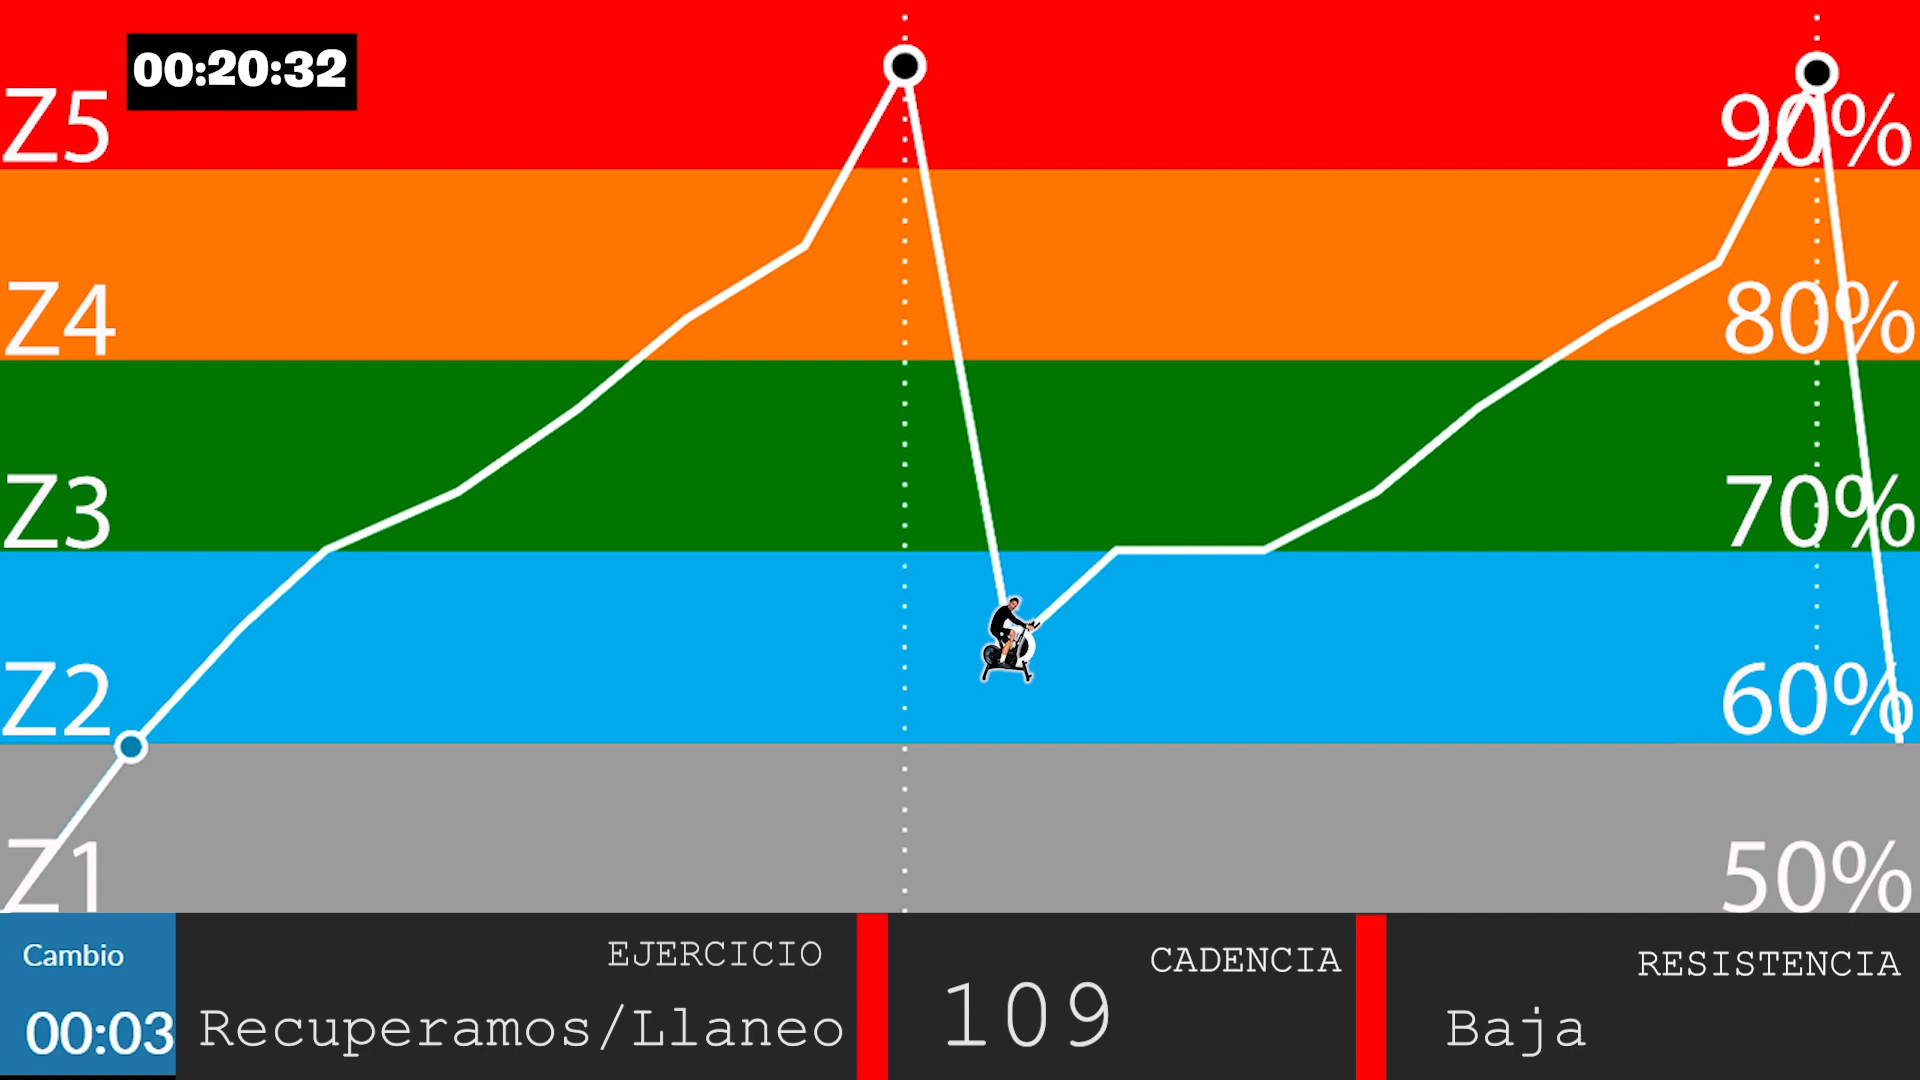 00:20:32
Z5
90%
Z4
80%
Z3
70%
Z2
60%
Z1
50%
Cambio
00:03
EJERCICIO
Recuperamos/Llaneo
CADENCIA
109
RESISTENCIA
Baja